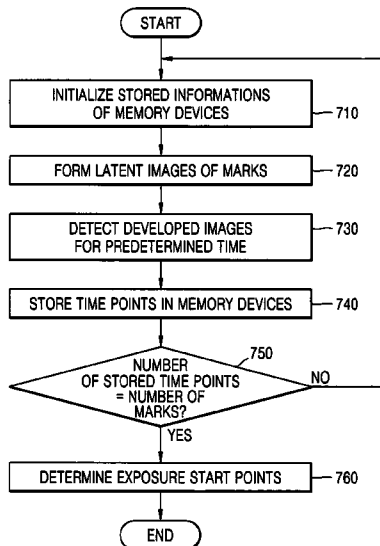 START
INITIALIZE STORED INFORMATIONS
OF MEMORY DEVICES
710
FORM LATENT IMAGES OF MARKS
720
DETECT DEVELOPED IMAGES
FOR PREDETERMINED TIME
730
STORE TIME POINTS IN MEMORY DEVICES
740
750
NUMBER
OF STORED TIME POINTS
= NUMBER OF
MARKS?
NO
YES
DETERMINE EXPOSURE START POINTS
760
END